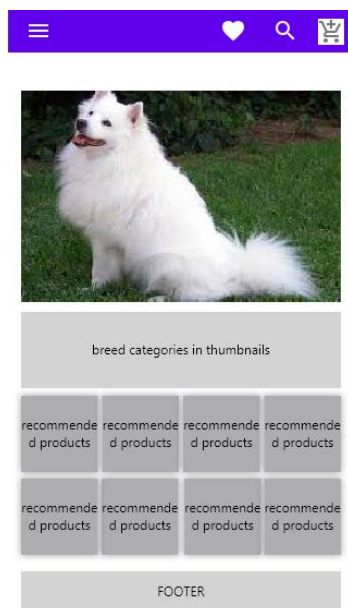 breed categories in thumbnails
recommende recommende recommende recommende
d products d products d products d products
recommende recommende recommende recommende
d products d products d products d products
FOOTER